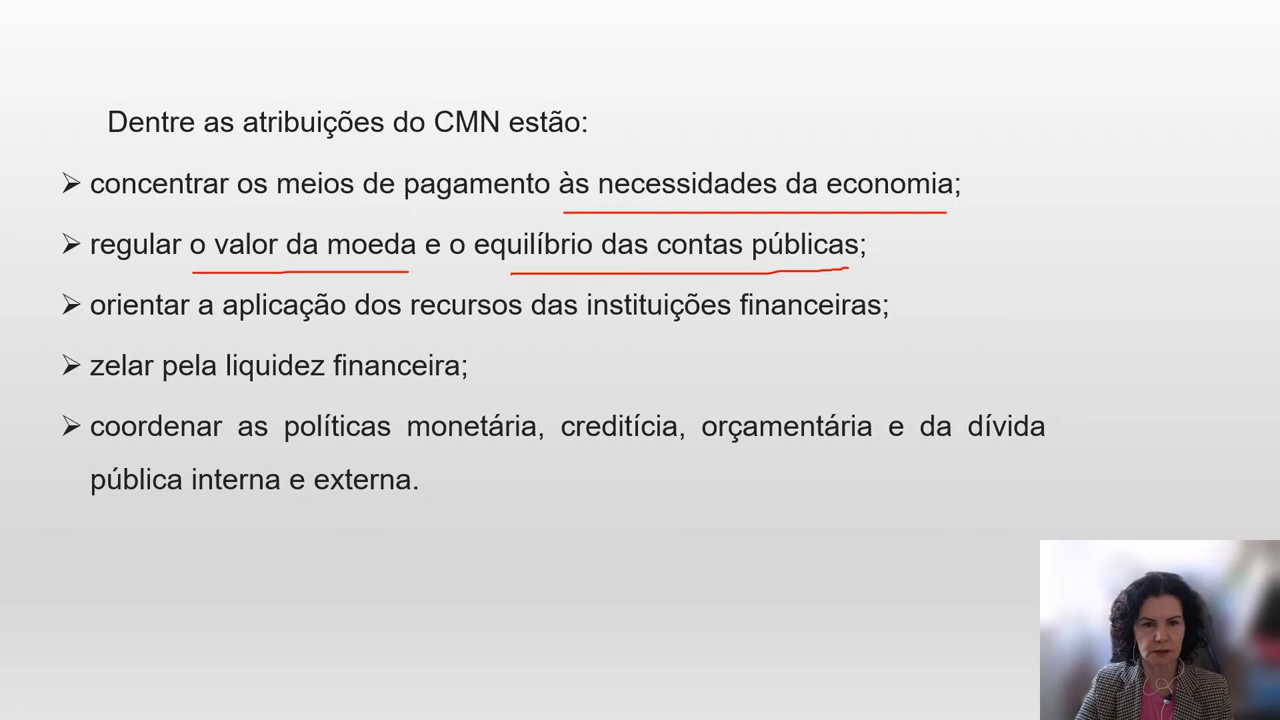 Dentre as atribuições do CMN estão:
➢ concentrar os meios de pagamento às necessidades da economia;
➢ regular o valor da moeda e o equilíbrio das contas públicas;
➢ orientar a aplicação dos recursos das instituições financeiras;
➢ zelar pela liquidez financeira;
➢ coordenar as políticas monetária, creditícia, orçamentária e da dívida
pública interna e externa.